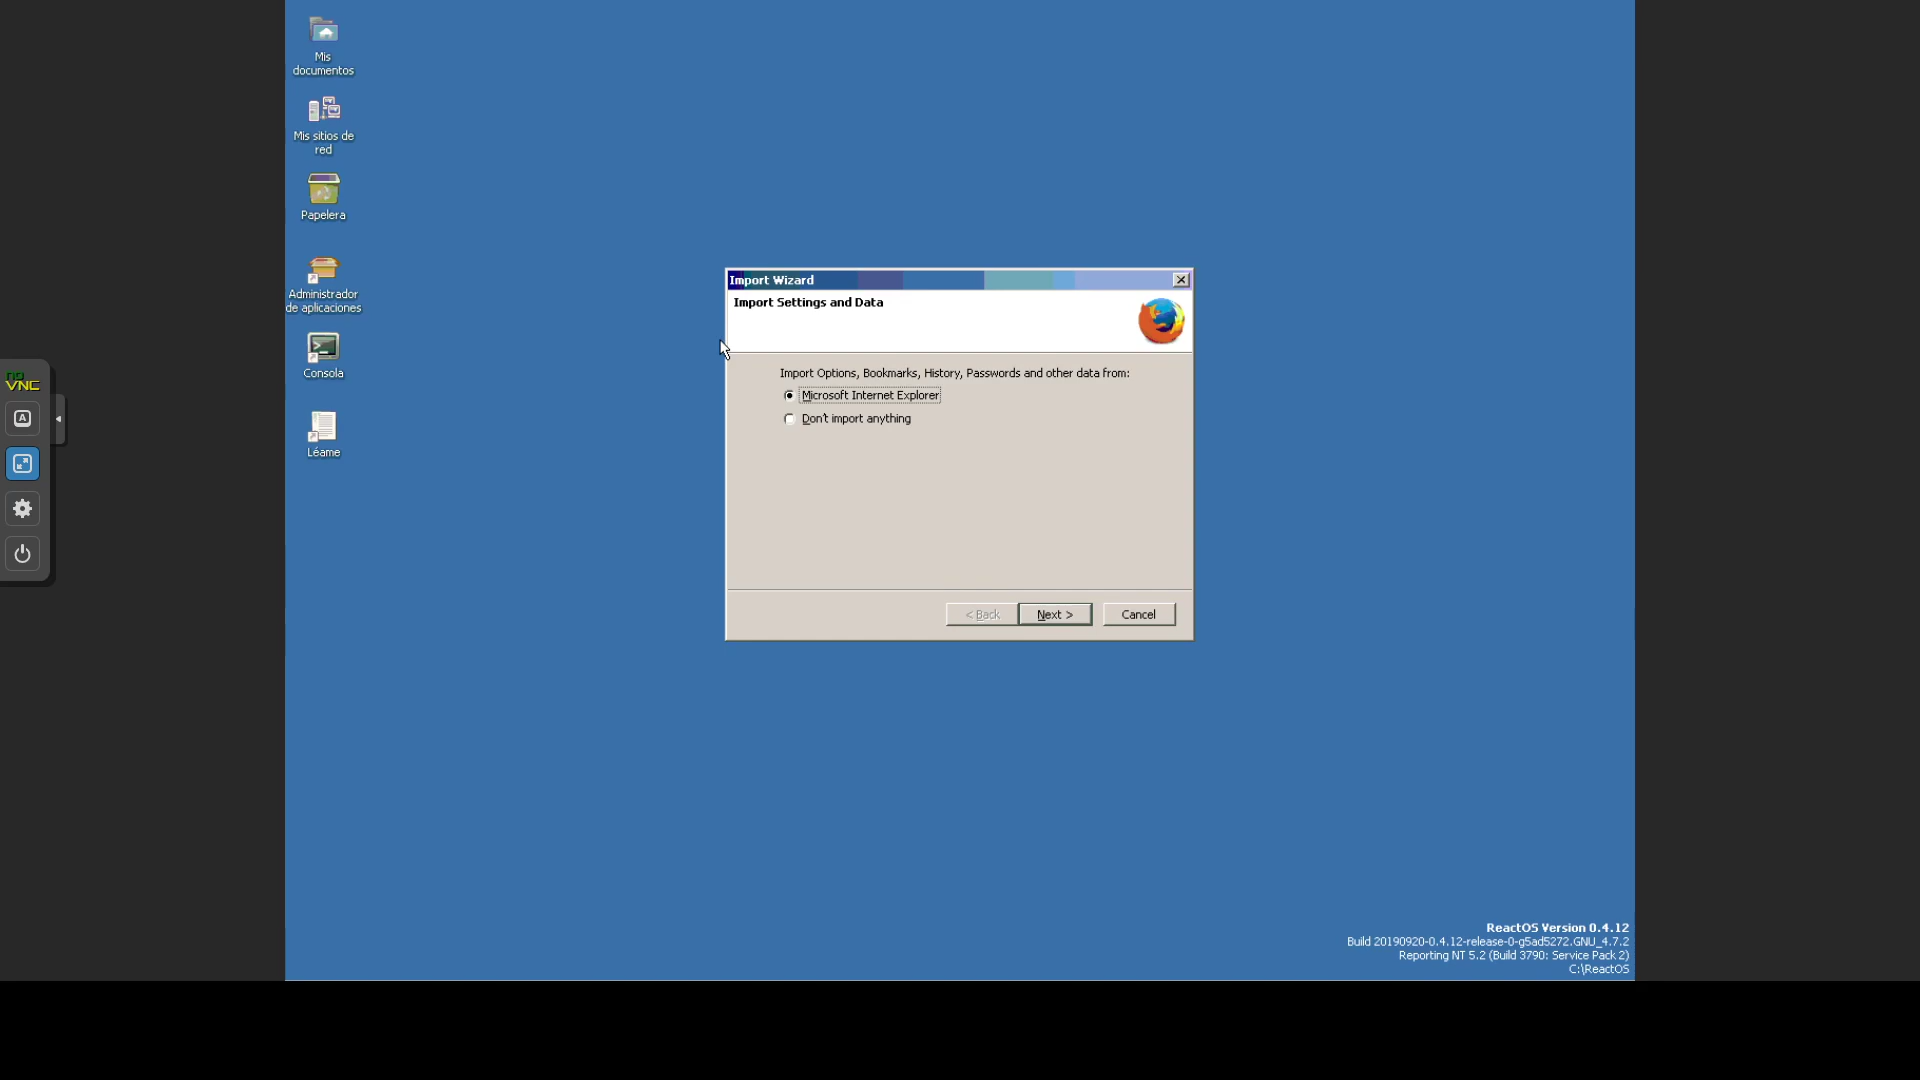 Mis
documentos
Mis sitios de
red
Papelera
Administrador
de aplicaciones
Consola
Léame
no
VNC
A
Import Wizard
Import Settings and Data
Import Options, Bookmarks, History, Passwords and other data from:
Microsoft Internet Explorer
Don't import anything
< Back
Next >
Cancel
ReactOS Version 0.4.12
Build 20190920-0.4.12-release-0-g5ad5272.GNU_4.7.2
Reporting NT 5.2 (Build 3790: Service Pack 2)
C:\ReactOS